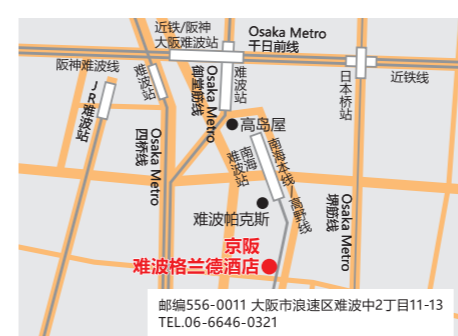 近铁/阪神
大阪难波站
Osaka Metro
千日前线
阪神难波线
难波站
难波站
日本桥站
近铁线
JR难波站
Osaka Metro
御堂筋线
Osaka Metro
四桥线
高岛屋
南海
难波站
南海本线/高野线
Osaka Metro
堺筋线
难波帕克斯
京阪
难波格兰德酒店
邮编556-0011 大阪市浪速区难波中2丁目11-13
TEL.06-6646-0321